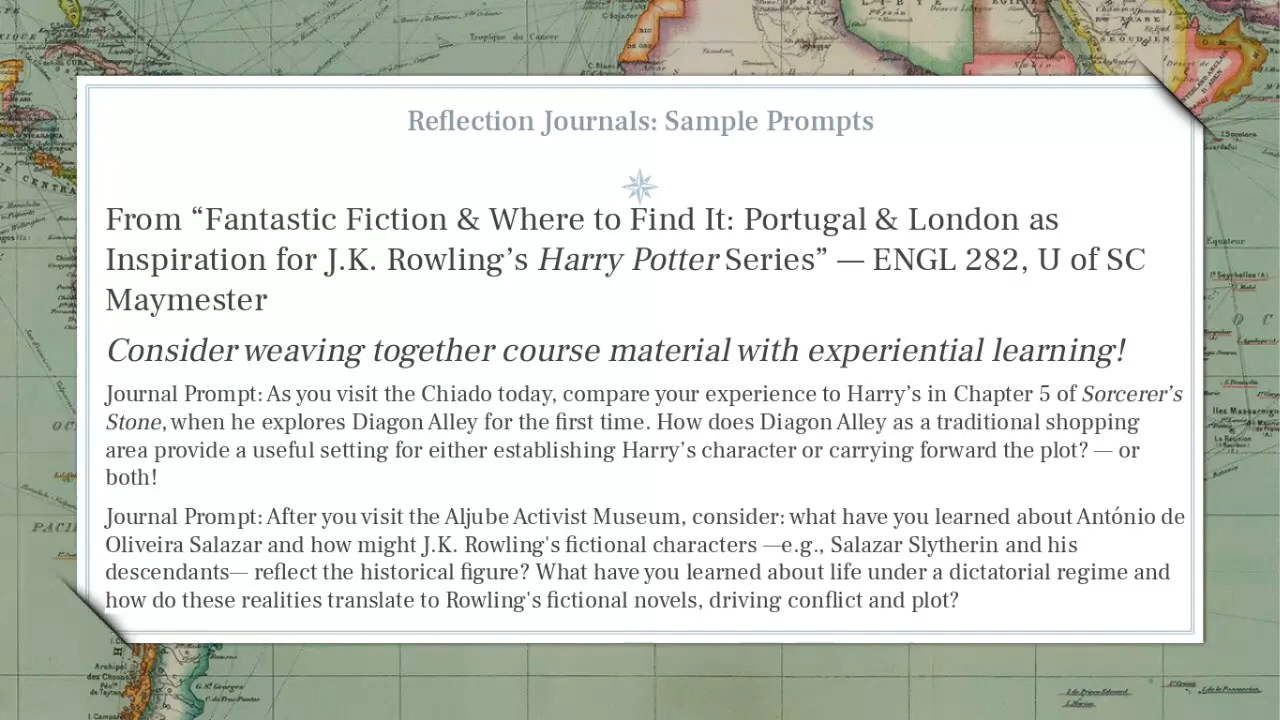 Reflection Journals: Sample Prompts
From “Fantastic Fiction & Where to Find It: Portugal & London as
Inspiration for J.K. Rowling’s Harry Potter Series” — ENGL 282, U of SC
Maymester
Consider weaving together course material with experiential learning!
Journal Prompt: As you visit the Chiado today, compare your experience to Harry’s in Chapter 5 of Sorcerer’s
Stone, when he explores Diagon Alley for the first time. How does Diagon Alley as a traditional shopping
area provide a useful setting for either establishing Harry’s character or carrying forward the plot? — or
both!
Journal Prompt: After you visit the Aljube Activist Museum, consider: what have you learned about António de
Oliveira Salazar and how might J.K. Rowling's fictional characters —e.g., Salazar Slytherin and his
descendants— reflect the historical figure? What have you learned about life under a dictatorial regime and
how do these realities translate to Rowling's fictional novels, driving conflict and plot?
Tropique du Cancer
Equateur